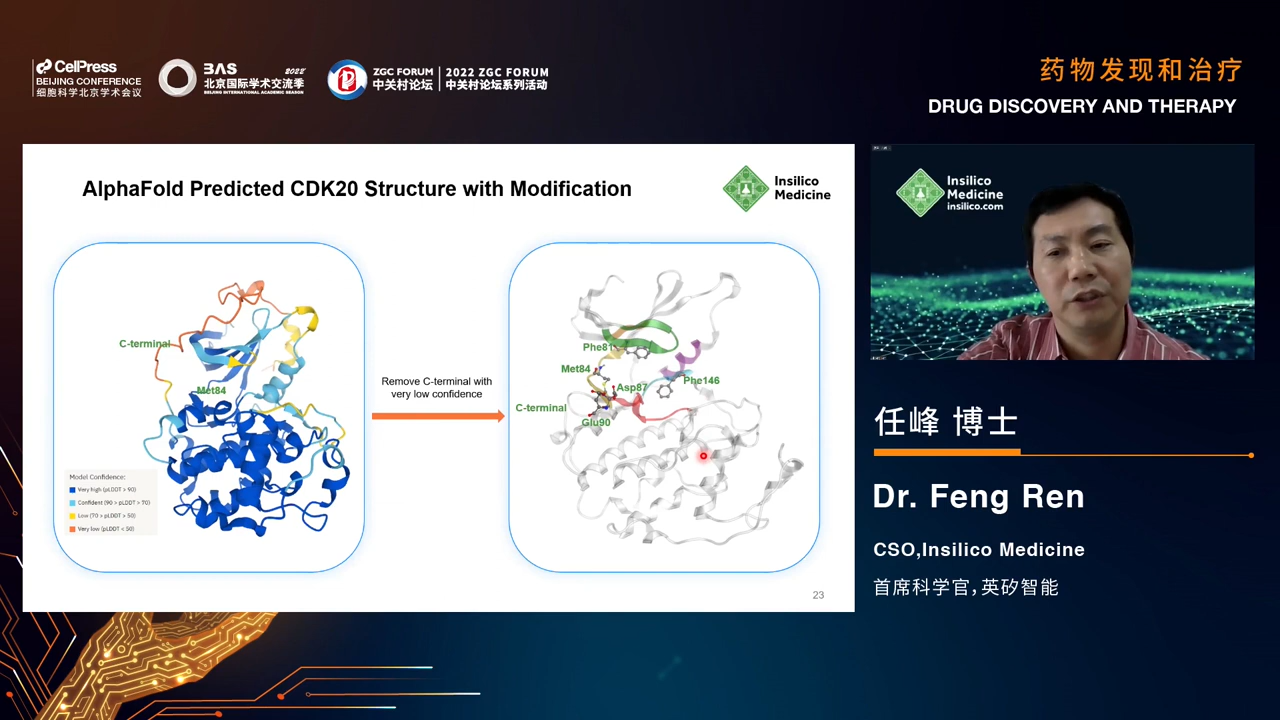 CelPress
BEIJING CONFERENCE
细胞科学北京学术会议
BAS 2022
北京国际学术交流季
BEIJING INTERNATIONAL ACADEMIC SEASON
ZGC FORUM
中关村论坛
2022 ZGC FORUM
中关村论坛系列活动
药物发现和治疗
DRUG DISCOVERY AND THERAPY
AlphaFold Predicted CDK20 Structure with Modification
Insilico
Medicine
C-terminal
Met84
Model Confidence:
Very high (pLDDT > 90)
Confident (90 > pLDDT > 70)
Low (70 > pLDDT > 50)
Very low (pLDDT < 50)
Remove C-terminal with
very low confidence
Phe81
Met84
Asp87
Phe146
C-terminal
Glu90
23
Insilico
Medicine
insilico.com
任峰 博士
Dr. Feng Ren
CSO,Insilico Medicine
首席科学官,英矽智能